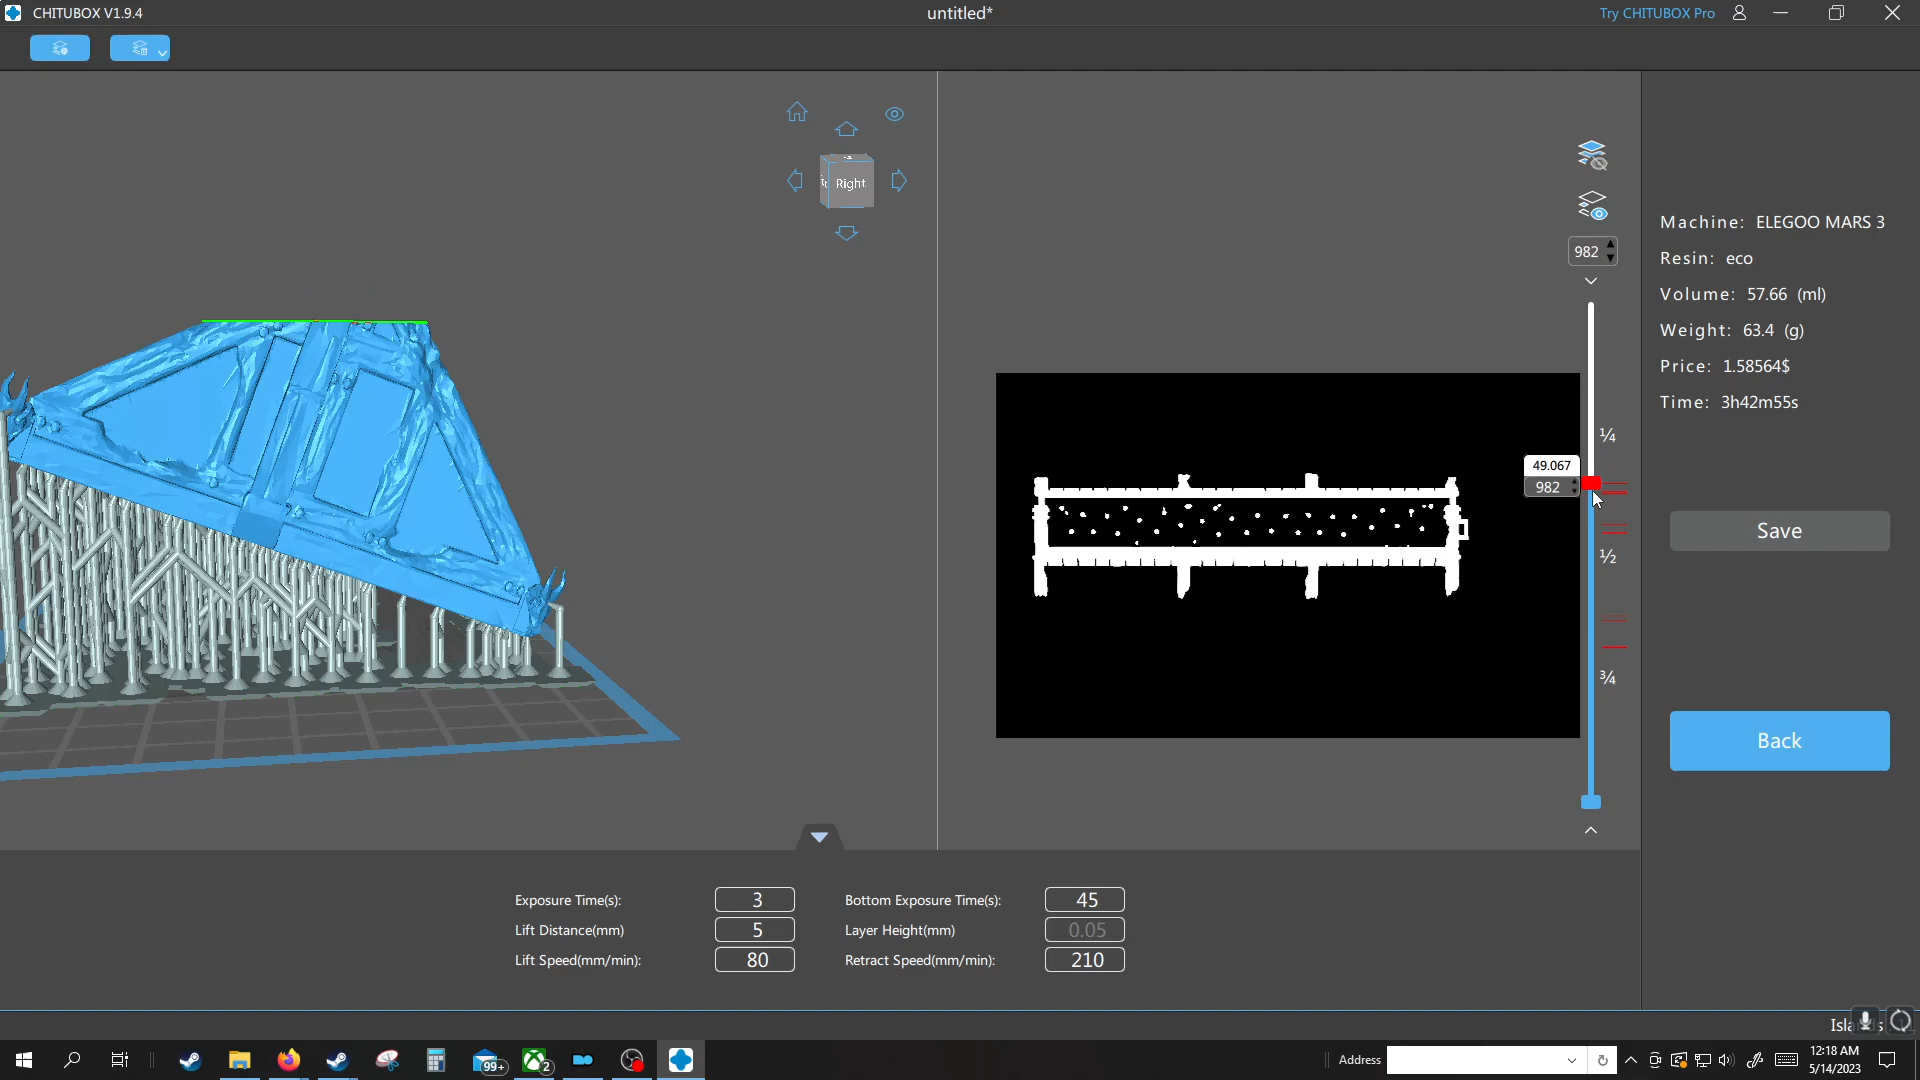 CHITUBOX V1.9.4
untitled*
Try CHITUBOX Pro
Right
982
Machine: ELEGOO MARS 3
Resin: eco
Volume: 57.66 (ml)
Weight: 63.4 (g)
Price: 1.58564$
Time: 3h42m55s
¼
49.067
982
½
Save
¾
Back
Exposure Time(s): 3
Bottom Exposure Time(s): 45
Lift Distance(mm) 5
Layer Height(mm) 0.05
Lift Speed(mm/min): 80
Retract Speed(mm/min): 210
99+
2
Address
12:18 AM
5/14/2023